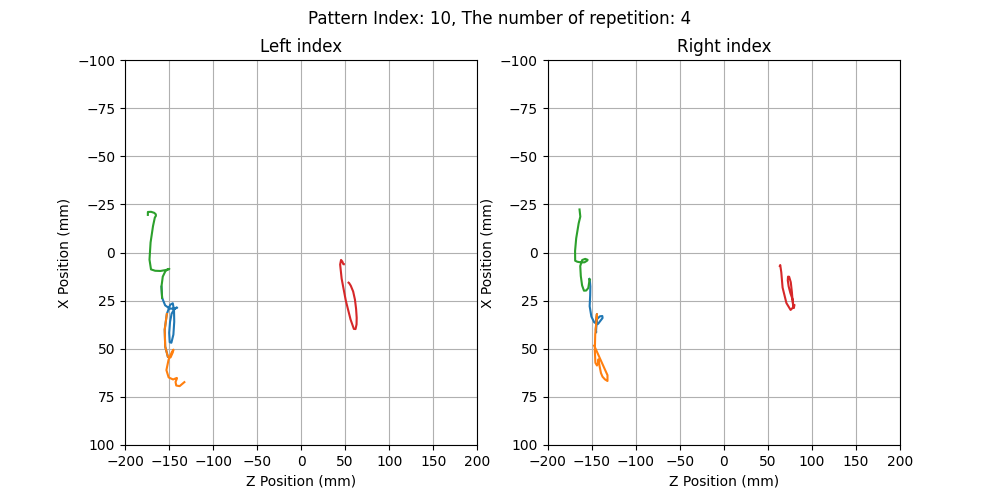 Pattern Index: 10, The number of repetition: 4
Left index
Right index
−100
−75
−50
−25
0
25
50
75
100
−200 −150 −100 −50 0 50 100 150 200
X Position (mm)
Z Position (mm)
−100
−75
−50
−25
0
25
50
75
100
−200 −150 −100 −50 0 50 100 150 200
X Position (mm)
Z Position (mm)